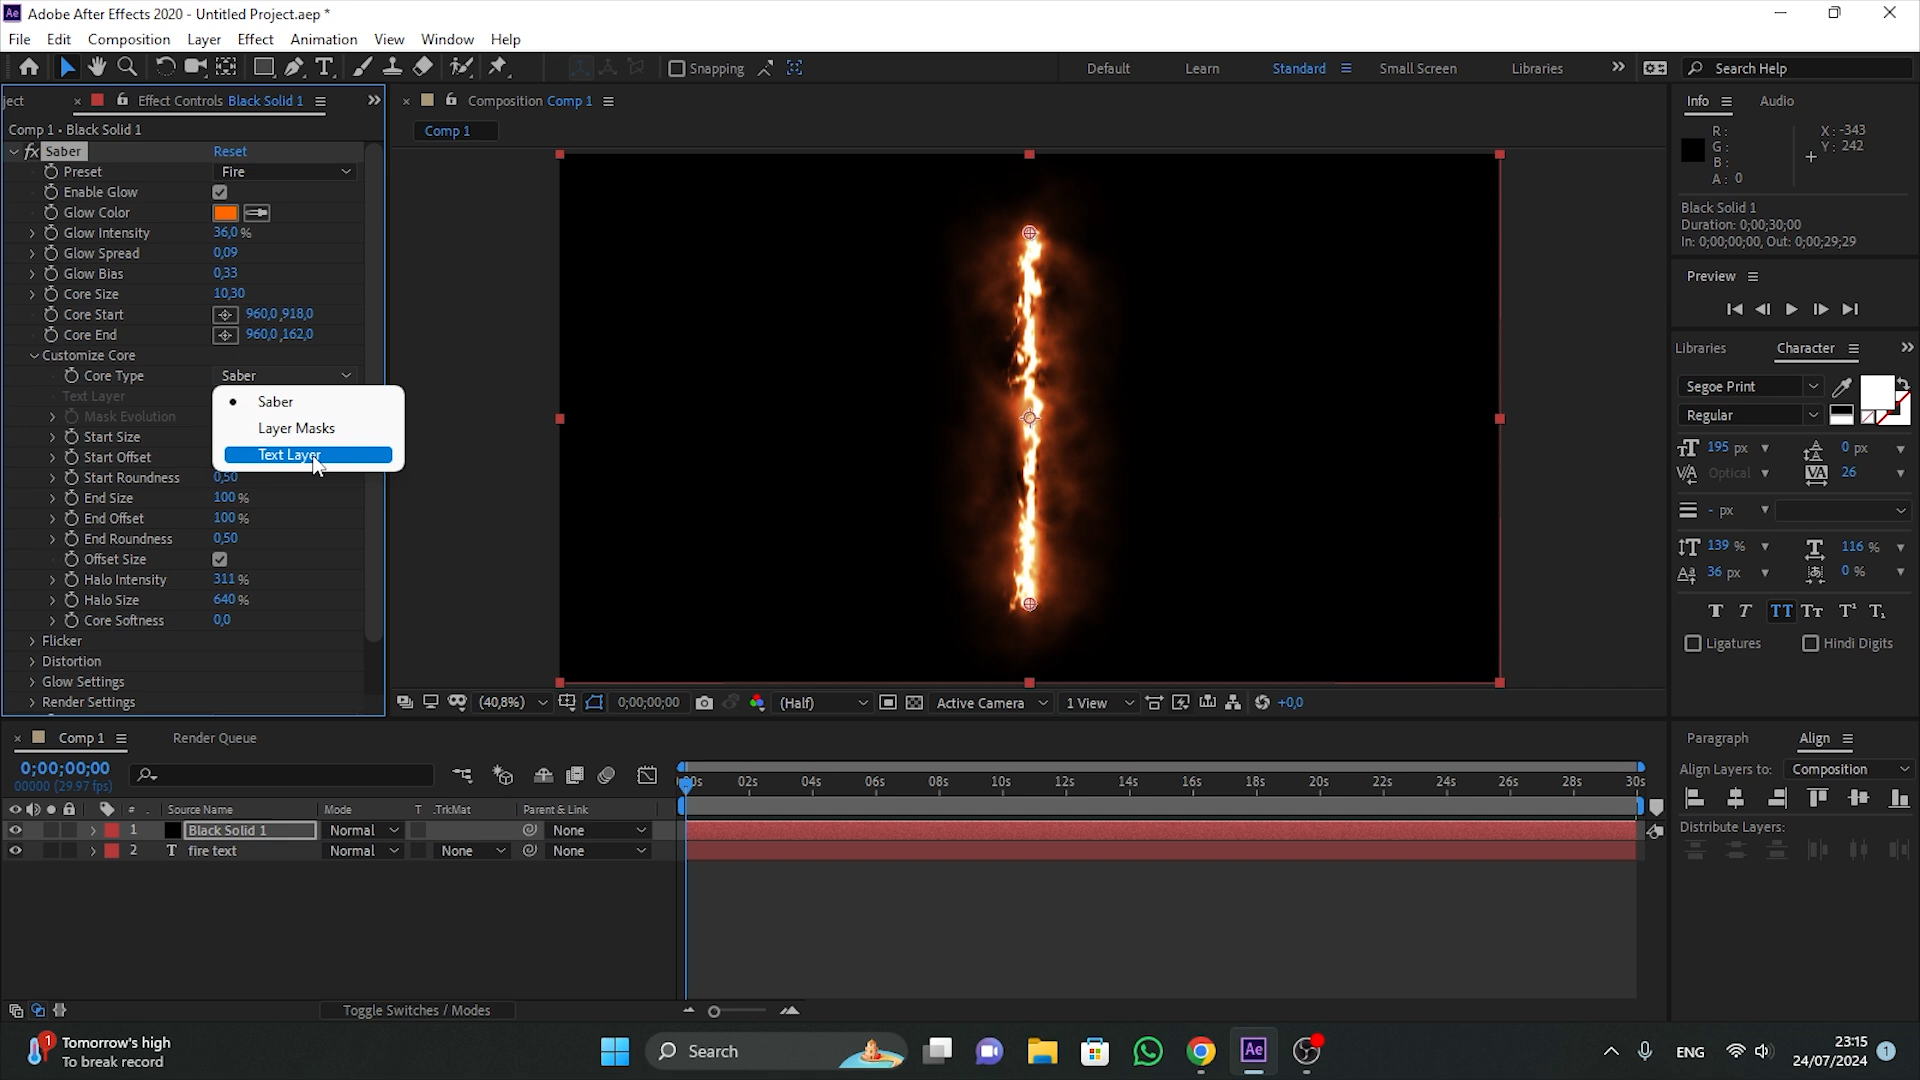 Adobe After Effects 2020 - Untitled Project.aep *
File Edit Composition Layer Effect Animation View Window Help
Snapping
Default Learn Standard Small Screen Libraries
Search Help
ject Effect Controls Black Solid 1
Comp 1 • Black Solid 1
fx Saber Reset
Preset Fire
Enable Glow
Glow Color
Glow Intensity 36,0 %
Glow Spread 0,09
Glow Bias 0,33
Core Size 10,30
Core Start 960,0 ,918,0
Core End 960,0 ,162,0
Customize Core
Core Type Saber
Text Layer
Mask Evolution
Start Size
Start Offset
Start Roundness 0,50
End Size 100 %
End Offset 100 %
End Roundness 0,50
Offset Size
Halo Intensity 311 %
Halo Size 640 %
Core Softness 0,0
Flicker
Distortion
Glow Settings
Render Settings
Saber
Layer Masks
Text Layer
Composition Comp 1
Comp 1
(40,8%) 0;00;00;00 (Half) Active Camera 1 View +0,0
Info Audio
R: X: -343
G: Y: 242
B:
A: 0
Black Solid 1
Duration: 0;00;30;00
In: 0;00;00;00, Out: 0;00;29;29
Preview
Libraries Character
Segoe Print
Regular
195 px 0 px
Optical 26
- px
139 % 116 %
36 px 0 %
T T TT Tт T¹ T₁
Ligatures Hindi Digits
Comp 1 Render Queue
0;00;00;00
00000 (29.97 fps)
:00s 02s 04s 06s 08s 10s 12s 14s 16s 18s 20s 22s 24s 26s 28s 30s
# Source Name Mode T .TrkMat Parent & Link
1 Black Solid 1 Normal None
2 T fire text Normal None None
Toggle Switches / Modes
Paragraph Align
Align Layers to: Composition
Distribute Layers:
1
Tomorrow's high
To break record
Search
Ae
ENG
23:15
24/07/2024
1